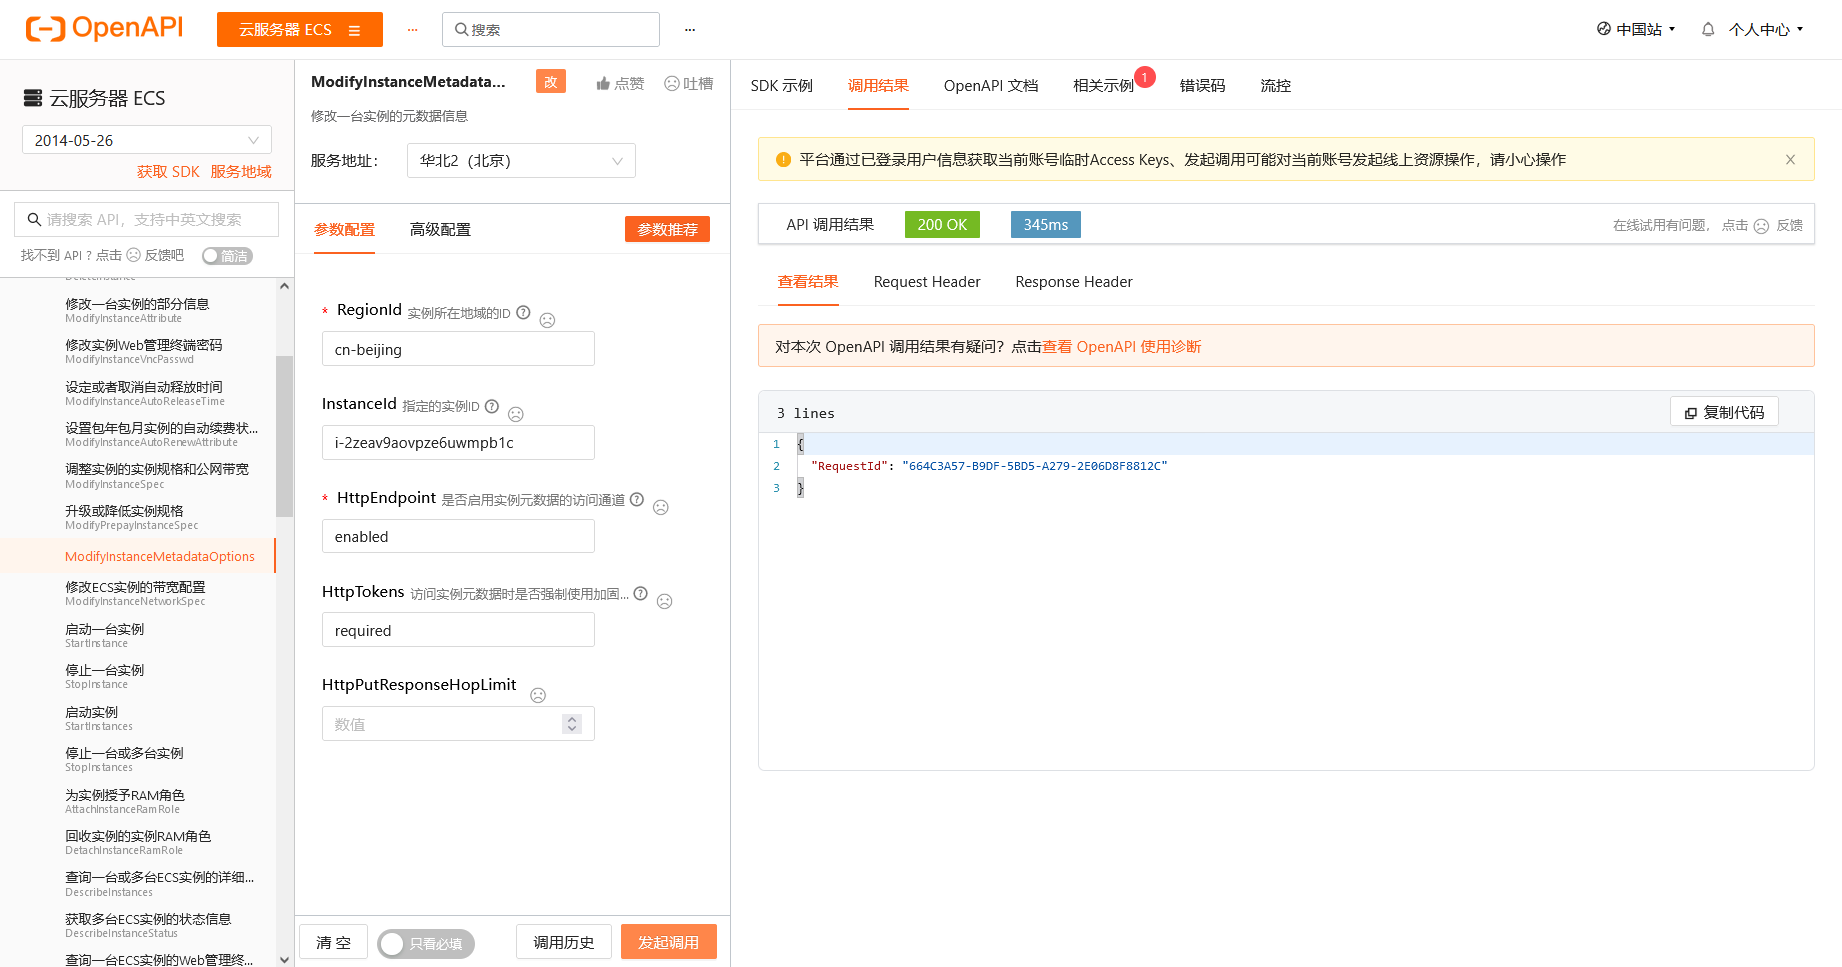 OpenAPI
云服务器 ECS
...
搜索
...
中国站
个人中心
云服务器 ECS
2014-05-26
获取 SDK 服务地域
请搜索 API，支持中英文搜索
找不到 API ? 点击 反馈吧
简洁
DeleteInstance
修改一台实例的部分信息
ModifyInstanceAttribute
修改实例Web管理终端密码
ModifyInstanceVncPasswd
设定或者取消自动释放时间
ModifyInstanceAutoReleaseTime
设置包年包月实例的自动续费状...
ModifyInstanceAutoRenewAttribute
调整实例的实例规格和公网带宽
ModifyInstanceSpec
升级或降低实例规格
ModifyPrepayInstanceSpec
ModifyInstanceMetadataOptions
修改ECS实例的带宽配置
ModifyInstanceNetworkSpec
启动一台实例
StartInstance
停止一台实例
StopInstance
启动实例
StartInstances
停止一台或多台实例
StopInstances
为实例授予RAM角色
AttachInstanceRamRole
回收实例的实例RAM角色
DetachInstanceRamRole
查询一台或多台ECS实例的详细...
DescribeInstances
获取多台ECS实例的状态信息
DescribeInstanceStatus
查询一台ECS实例的Web管理终...
ModifyInstanceMetadata...
改
点赞
吐槽
修改一台实例的元数据信息
服务地址：
华北2（北京）
参数配置
高级配置
参数推荐
* RegionId 实例所在地域的ID
cn-beijing
InstanceId 指定的实例ID
i-2zeav9aovpze6uwmpb1c
* HttpEndpoint 是否启用实例元数据的访问通道
enabled
HttpTokens 访问实例元数据时是否强制使用加固...
required
HttpPutResponseHopLimit
数值
清 空
只看必填
调用历史
发起调用
SDK 示例
调用结果
OpenAPI 文档
相关示例
1
错误码
流控
平台通过已登录用户信息获取当前账号临时Access Keys、发起调用可能对当前账号发起线上资源操作，请小心操作
API 调用结果
200 OK
345ms
在线试用有问题， 点击 反馈
查看结果
Request Header
Response Header
对本次 OpenAPI 调用结果有疑问？点击查看 OpenAPI 使用诊断
3 lines
复制代码
1 {
2 "RequestId": "664C3A57-B9DF-5BD5-A279-2E06D8F8812C"
3 }